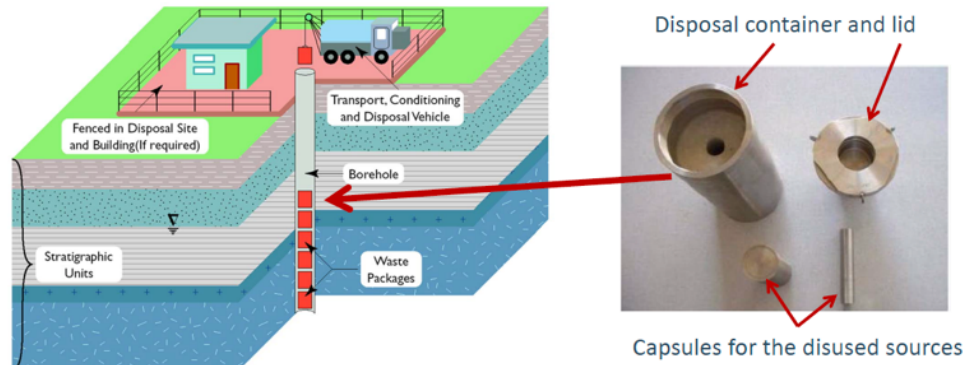 Disposal container and lid
Transport, Conditioning
and Disposal Vehicle
Fenced in Disposal Site
and Building(If required)
Borehole
Stratigraphic
Units
Waste
Packages
Capsules for the disused sources